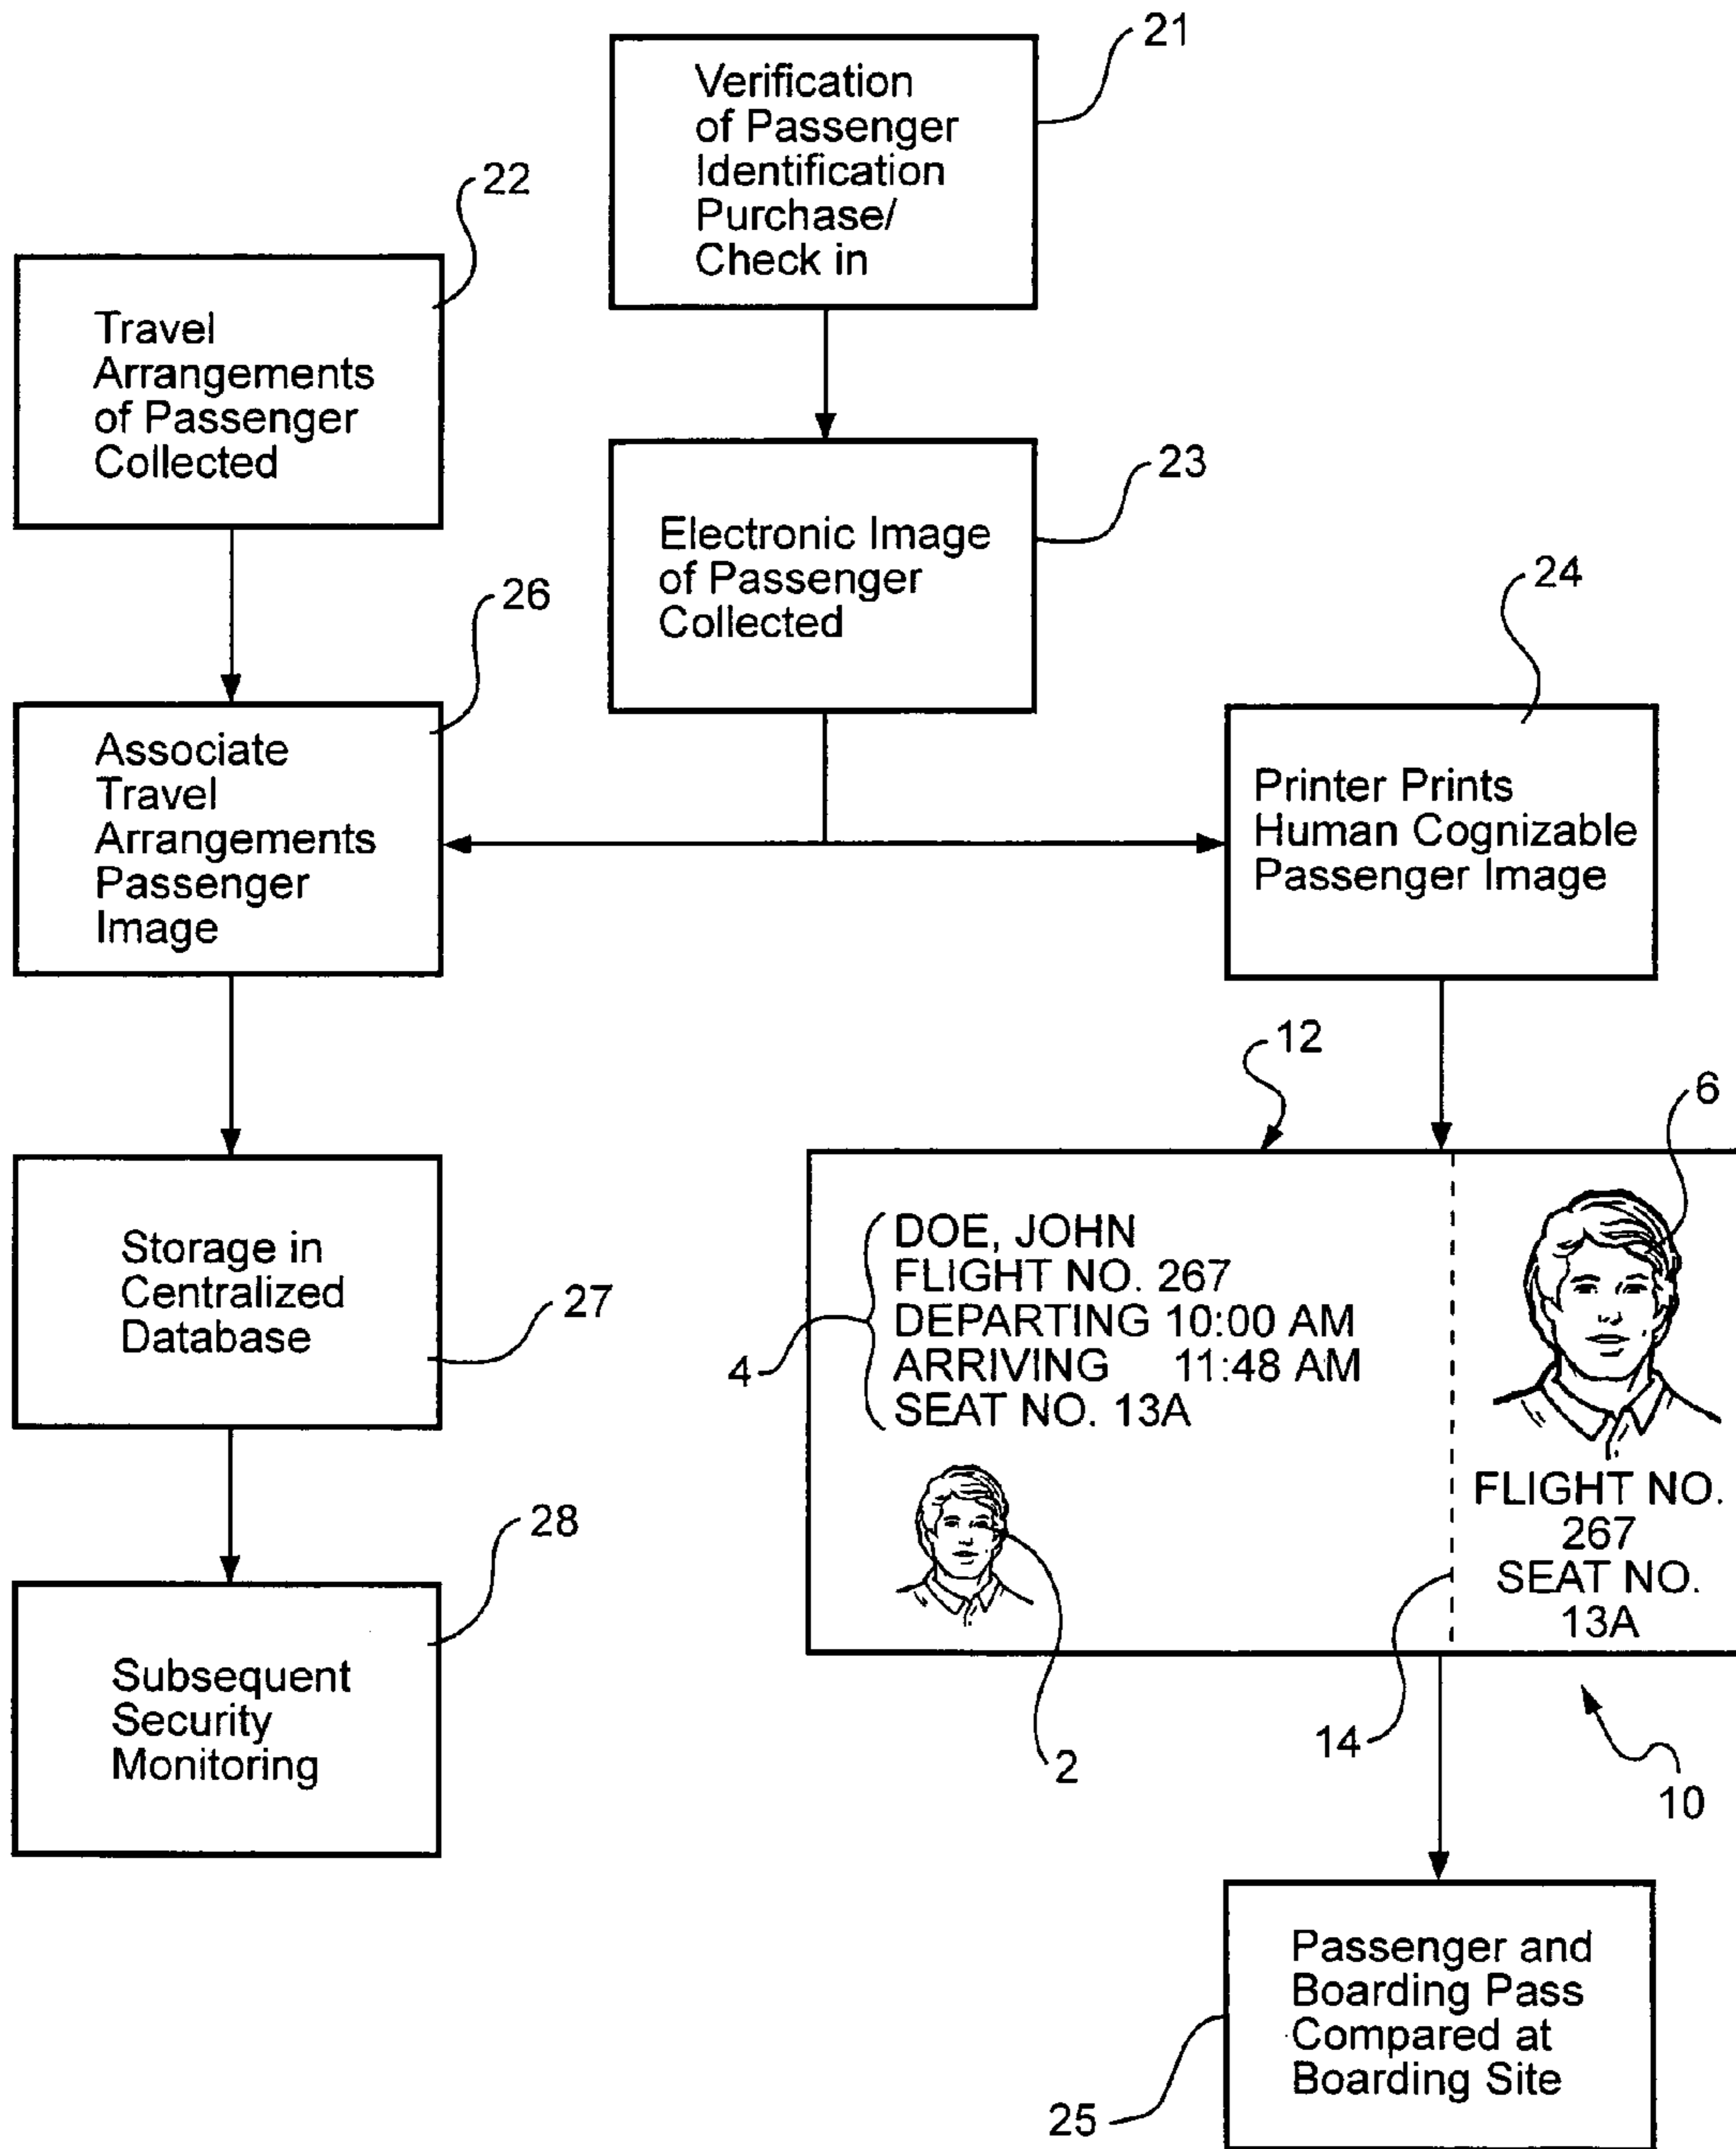 21
Verification
of Passenger
Identification
Purchase/
Check in
22
Travel
Arrangements
of Passenger
Collected
23
Electronic Image
of Passenger
Collected
26
Associate
Travel
Arrangements
Passenger
Image
24
Printer Prints
Human Cognizable
Passenger Image
12
6
4
DOE, JOHN
FLIGHT NO. 267
DEPARTING 10:00 AM
ARRIVING 11:48 AM
SEAT NO. 13A
FLIGHT NO.
267
SEAT NO.
13A
2
14
10
Storage in
Centralized
Database
27
28
Subsequent
Security
Monitoring
Passenger and
Boarding Pass
Compared at
Boarding Site
25